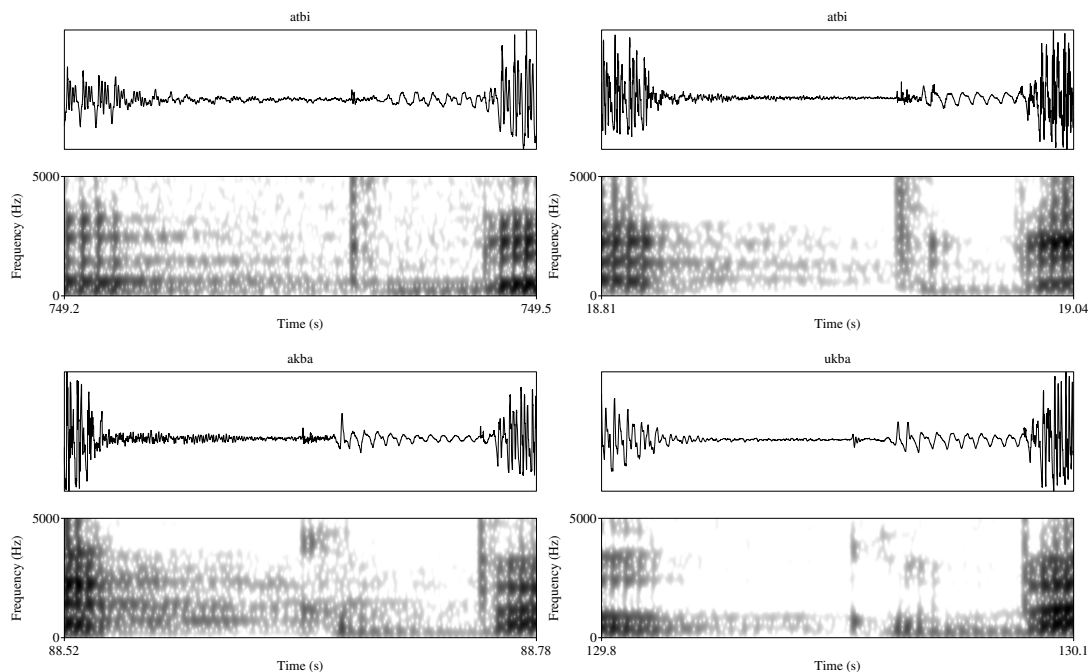 atbi
5000
Frequency (Hz)
0
749.2
749.5
Time (s)
atbi
5000
Frequency (Hz)
0
18.81
19.04
Time (s)
akba
5000
Frequency (Hz)
0
88.52
88.78
Time (s)
ukba
5000
Frequency (Hz)
0
129.8
130.1
Time (s)